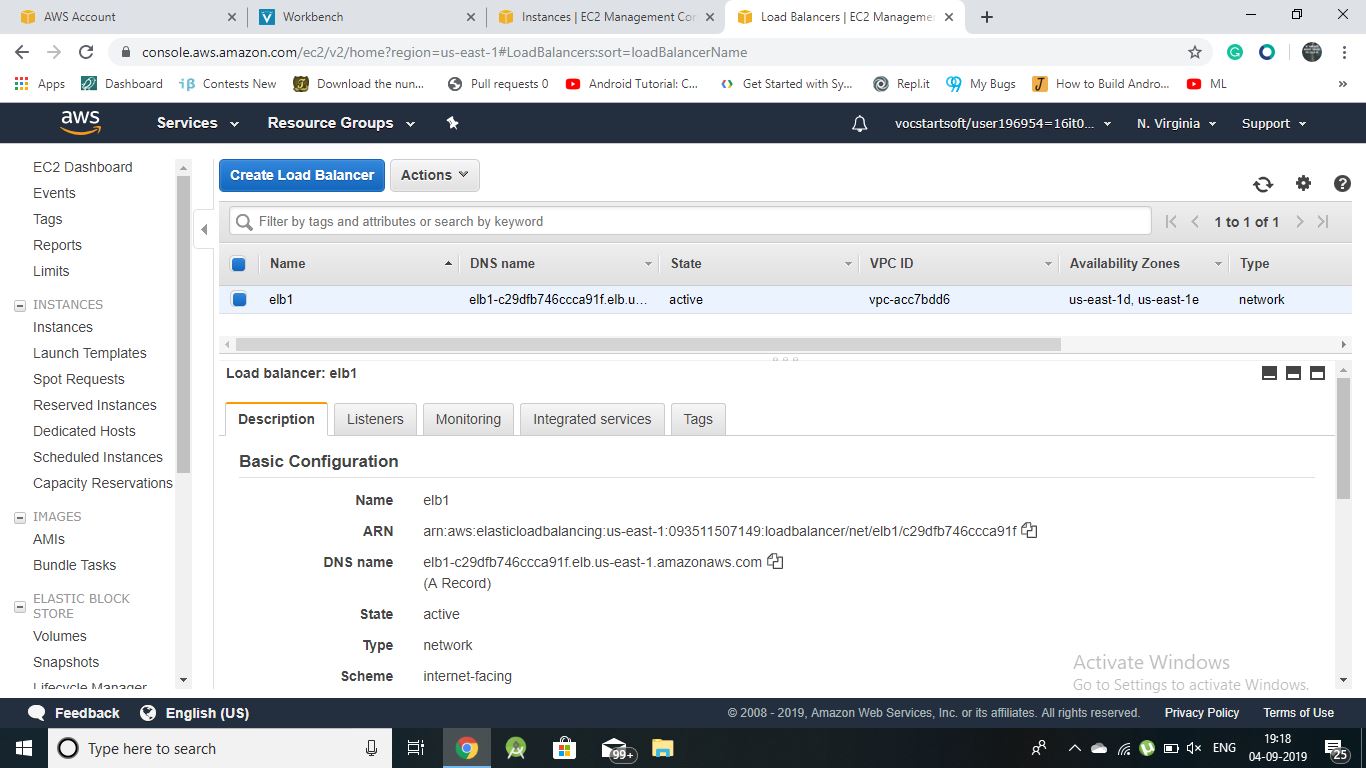 AWS Account
Workbench
Instances | EC2 Management Con
Load Balancers | EC2 Manageme
console.aws.amazon.com/ec2/v2/home?region=us-east-1#LoadBalancers:sort=loadBalancerName
Apps
Dashboard
Contests New
Download the nun...
Pull requests 0
Android Tutorial: C...
Get Started with Sy...
Repl.it
My Bugs
How to Build Andro...
ML
aws
Services
Resource Groups
vocstartsoft/user196954=16it0...
N. Virginia
Support
EC2 Dashboard
Events
Tags
Reports
Limits
INSTANCES
Instances
Launch Templates
Spot Requests
Reserved Instances
Dedicated Hosts
Scheduled Instances
Capacity Reservations
IMAGES
AMIs
Bundle Tasks
ELASTIC BLOCK
STORE
Volumes
Snapshots
Lifecycle Manager
Create Load Balancer
Actions
Filter by tags and attributes or search by keyword
1 to 1 of 1
Name DNS name State VPC ID Availability Zones Type
elb1 elb1-c29dfb746ccca91f.elb.u... active vpc-acc7bdd6 us-east-1d, us-east-1e network
Load balancer: elb1
Description
Listeners
Monitoring
Integrated services
Tags
Basic Configuration
Name elb1
ARN arn:aws:elasticloadbalancing:us-east-1:093511507149:loadbalancer/net/elb1/c29dfb746ccca91f
DNS name elb1-c29dfb746ccca91f.elb.us-east-1.amazonaws.com
(A Record)
State active
Type network
Scheme internet-facing
Activate Windows
Go to Settings to activate Windows.
Feedback
English (US)
© 2008 - 2019, Amazon Web Services, Inc. or its affiliates. All rights reserved.
Privacy Policy
Terms of Use
Type here to search
99+
ENG
19:18
04-09-2019
25